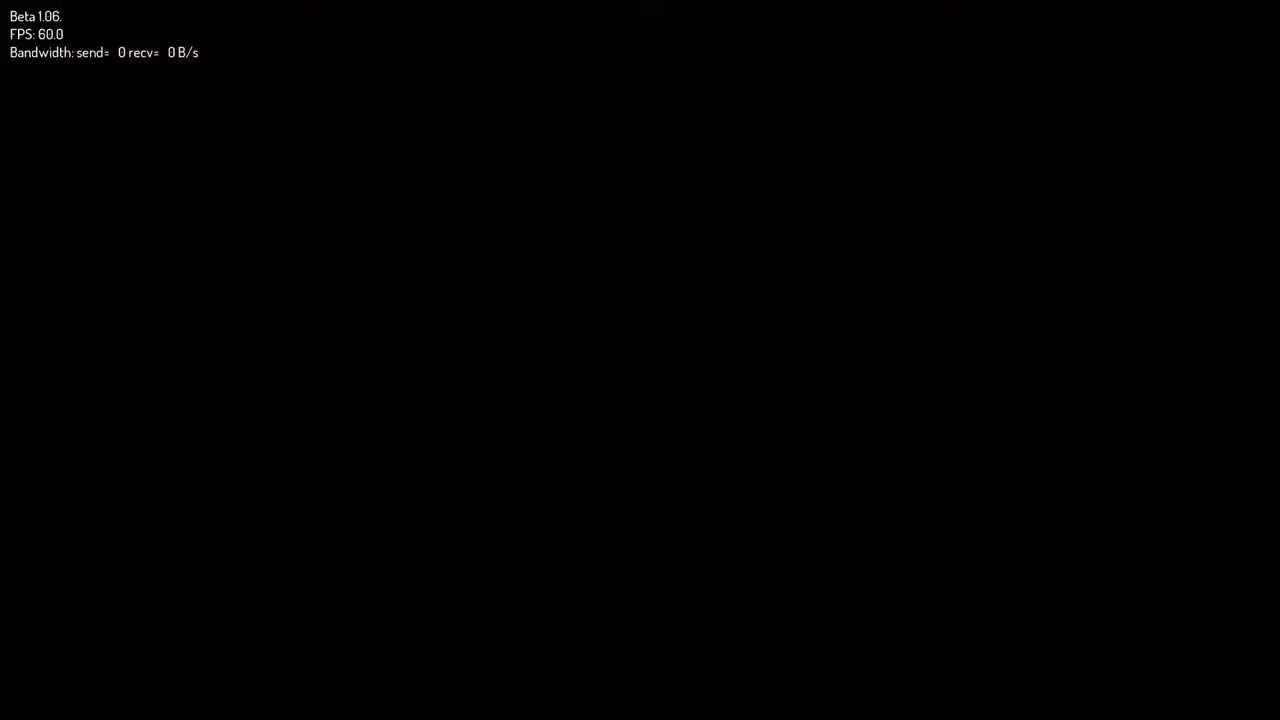 Beta 1.06.
FPS: 60.0
Bandwidth: send= 0 recv= 0 B/s